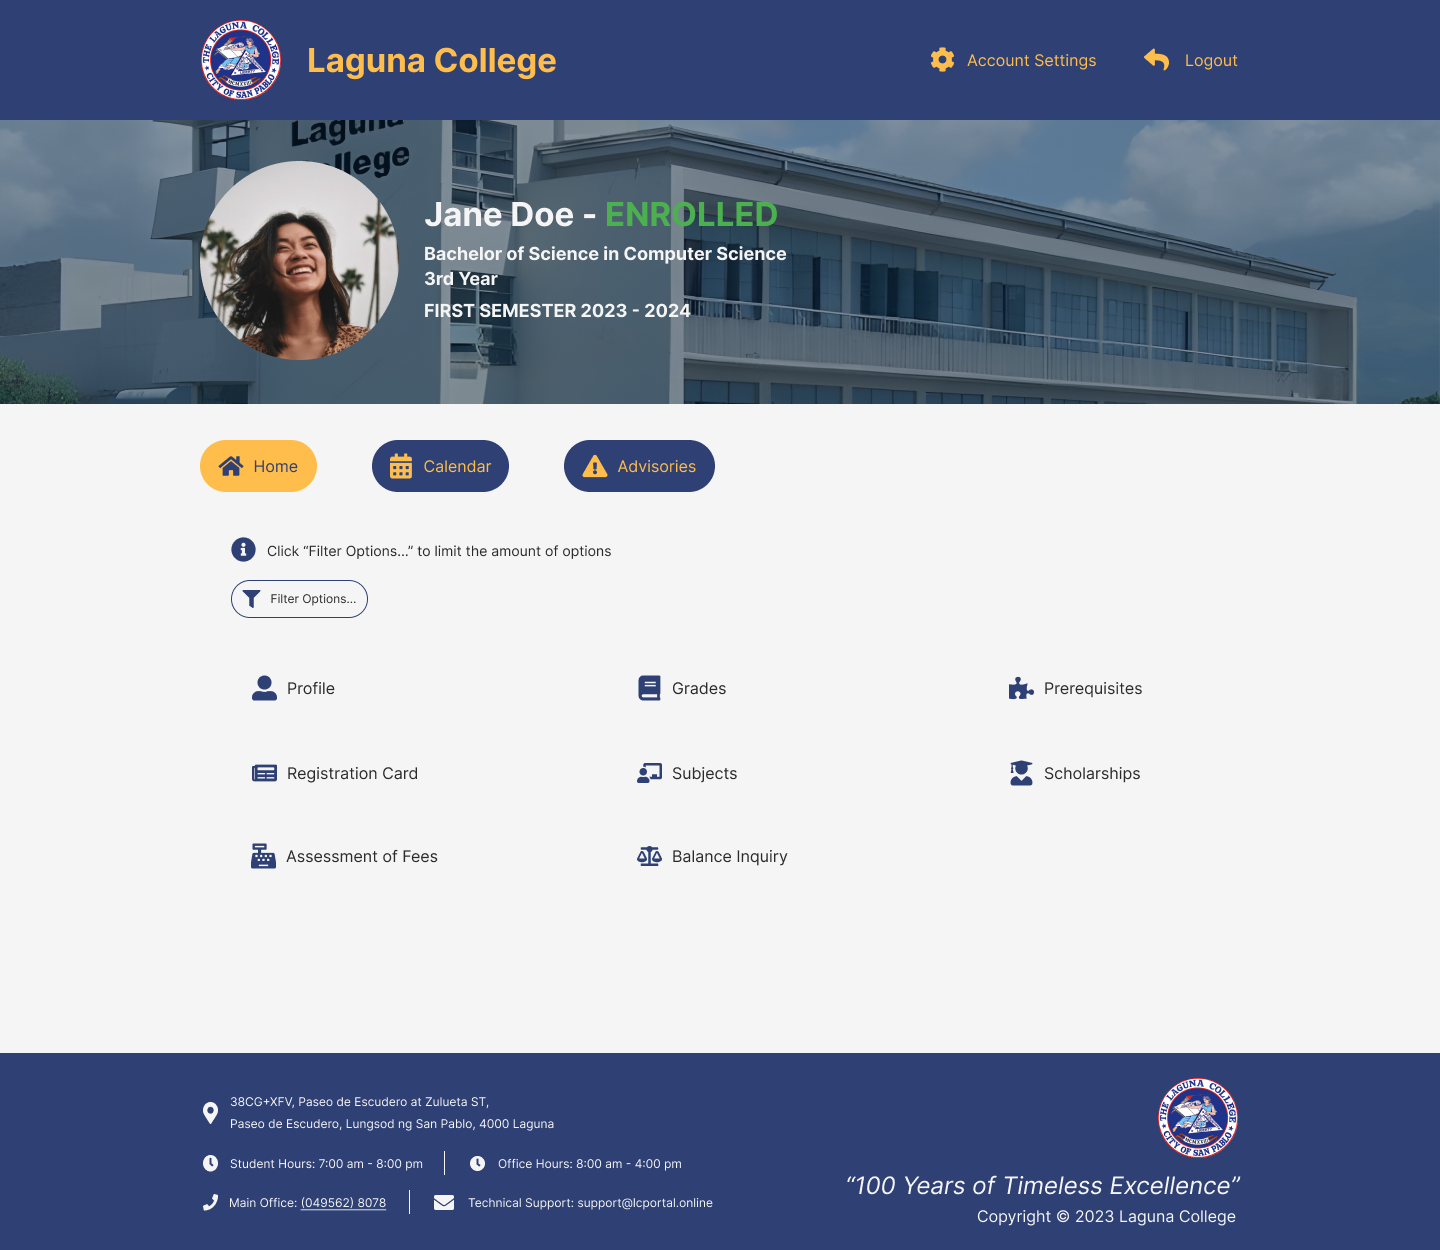 THE LAGUNA COLLEGE
CITY OF SAN PABLO
LIBERTY
MCMXXIII
Laguna College
Account Settings
Logout
Laguna
College
Jane Doe - ENROLLED
Bachelor of Science in Computer Science
3rd Year
FIRST SEMESTER 2023 - 2024
Home
Calendar
Advisories
Click “Filter Options...” to limit the amount of options
Filter Options...
Profile
Grades
Prerequisites
Registration Card
Subjects
Scholarships
Assessment of Fees
Balance Inquiry
38CG+XFV, Paseo de Escudero at Zulueta ST,
Paseo de Escudero, Lungsod ng San Pablo, 4000 Laguna
Student Hours: 7:00 am - 8:00 pm
Office Hours: 8:00 am - 4:00 pm
Main Office: (049562) 8078
Technical Support: support@lcportal.online
THE LAGUNA COLLEGE
CITY OF SAN PABLO
LIBERTY
MCMXXIII
“100 Years of Timeless Excellence”
Copyright © 2023 Laguna College